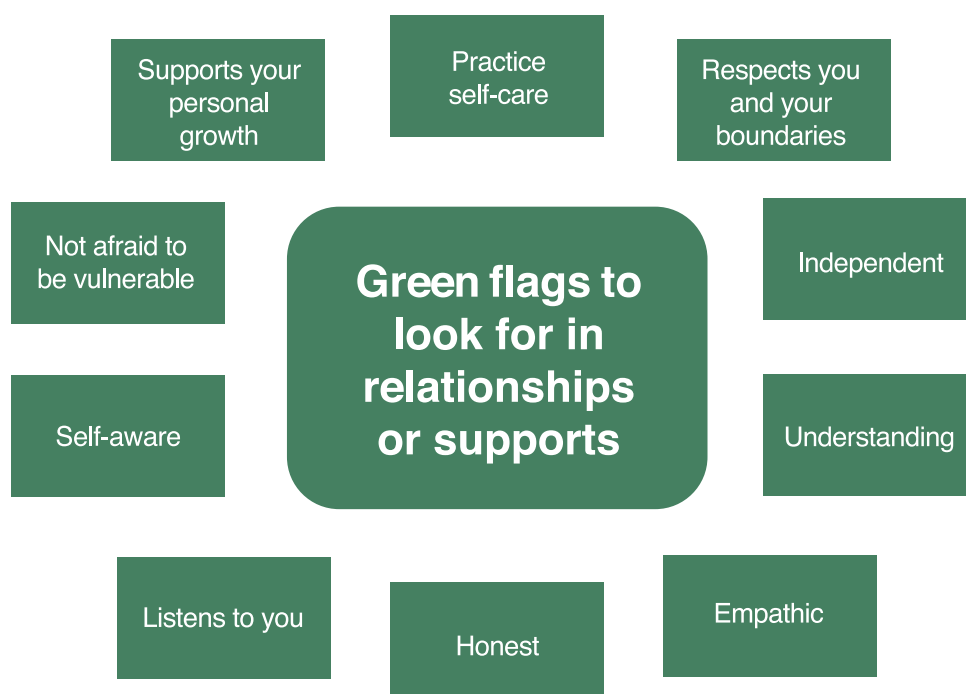 Supports your
personal
growth
Practice
self-care
Respects you
and your
boundaries
Not afraid to
be vulnerable
Green flags to
look for in
relationships
or supports
Independent
Self-aware
Understanding
Listens to you
Honest
Empathic